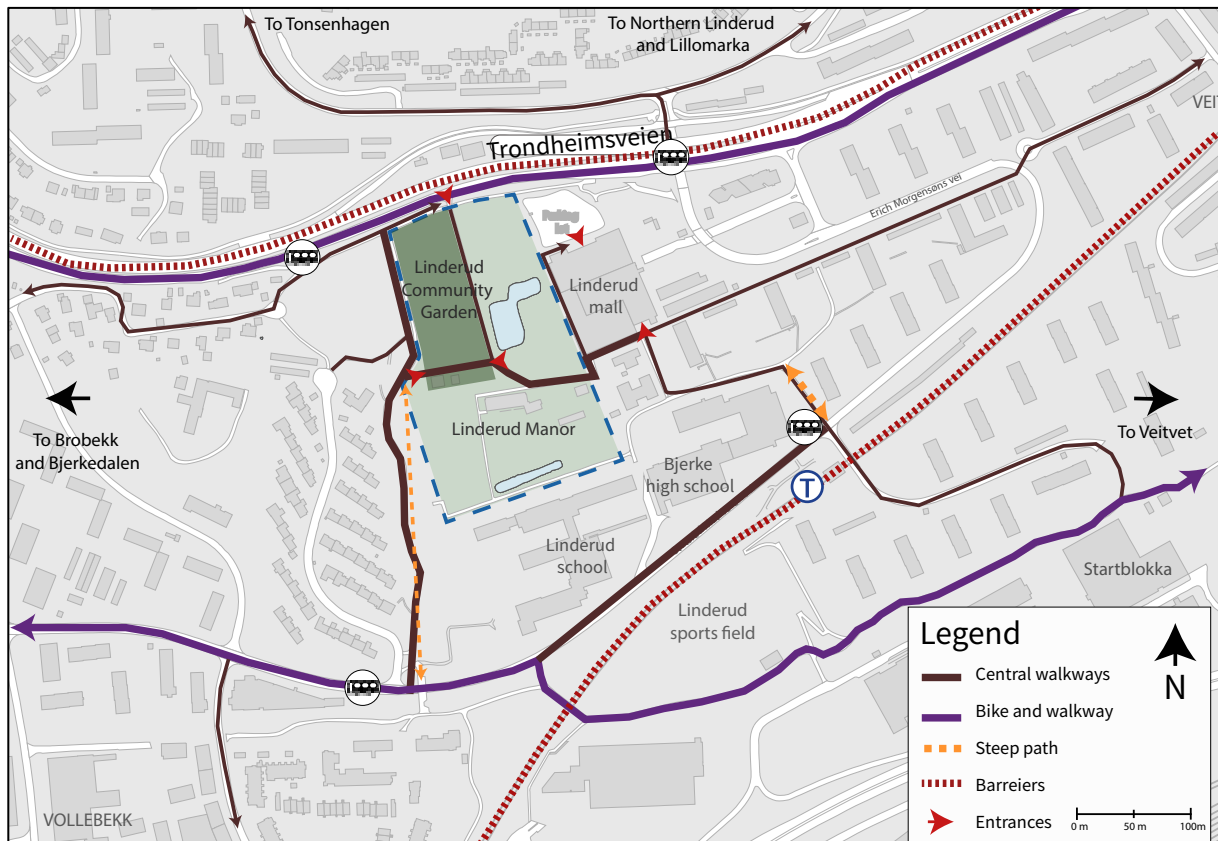 To Tonsenhagen
To Northern Linderud
and Lillomarka
VEIT
Trondheimsveien
Erich Morgensøns vei
Linderud
Community
Garden
Linderud
mall
To Brobekk
and Bjerkedalen
Linderud Manor
To Veitvet
Bjerke
high school
T
Linderud
school
Startblokka
Linderud
sports field
VOLLEBEKK
Legend
Central walkways
Bike and walkway
Steep path
Barreiers
Entrances
N
0 m 50 m 100m